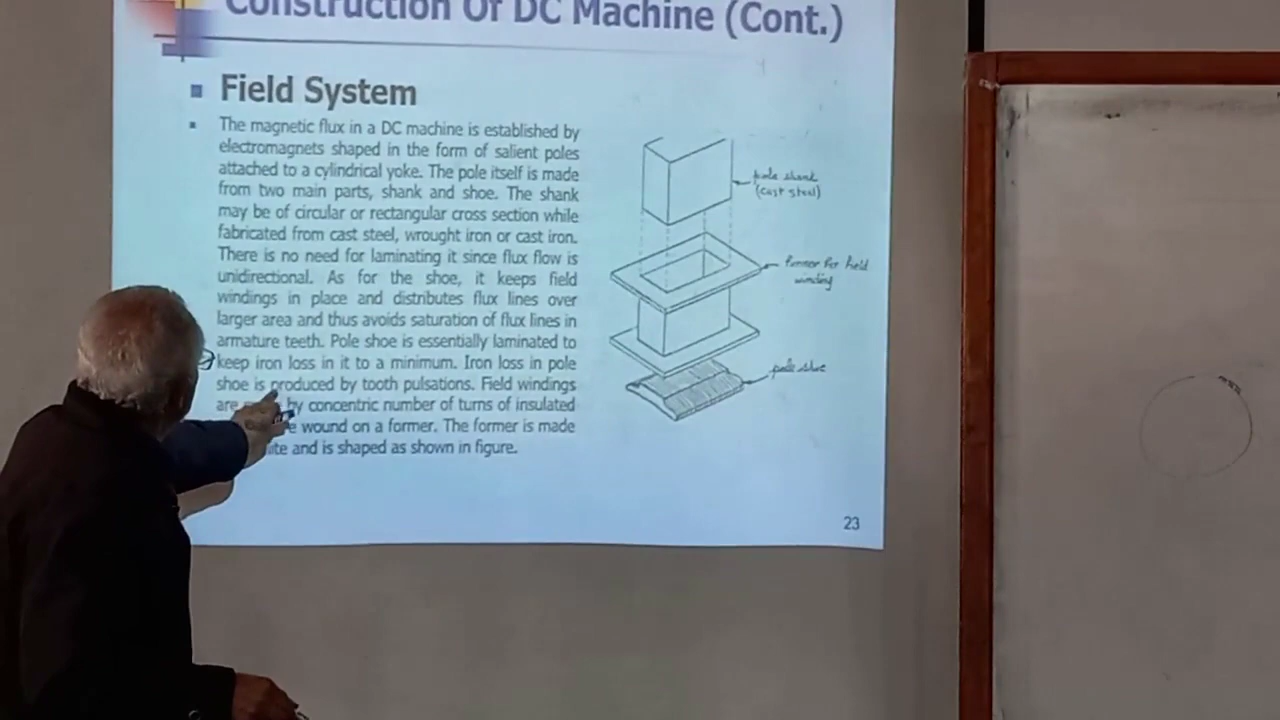 Construction Of DC Machine (Cont.)
Field System
The magnetic flux in a DC machine is established by
electromagnets shaped in the form of salient poles
attached to a cylindrical yoke. The pole itself is made
from two main parts, shank and shoe. The shank
may be of circular or rectangular cross section while
fabricated from cast steel, wrought iron or cast iron.
There is no need for laminating it since flux flow is
unidirectional. As for the shoe, it keeps field
windings in place and distributes flux lines over
larger area and thus avoids saturation of flux lines in
armature teeth. Pole shoe is essentially laminated to
keep iron loss in it to a minimum. Iron loss in pole
shoe is produced by tooth pulsations. Field windings
are by concentric number of turns of insulated
wound on a former. The former is made
and is shaped as shown in figure.
pole shank
(cast steel)
Former for field
winding
pole shoe
23